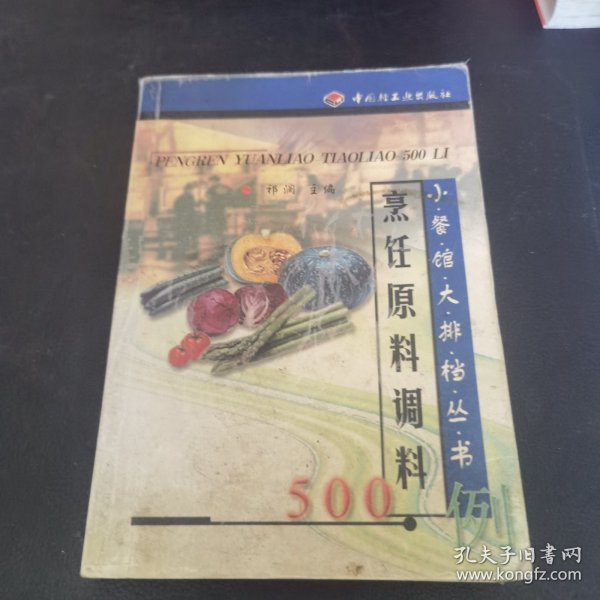 中国轻工业出版社
PENGREN YUANLIAO TIAOLIAO 500 LI
祁澜 主编
小·餐·馆·大·排·档·丛·书
烹饪原料调料
500例
孔夫子旧书网
www.kongfz.com